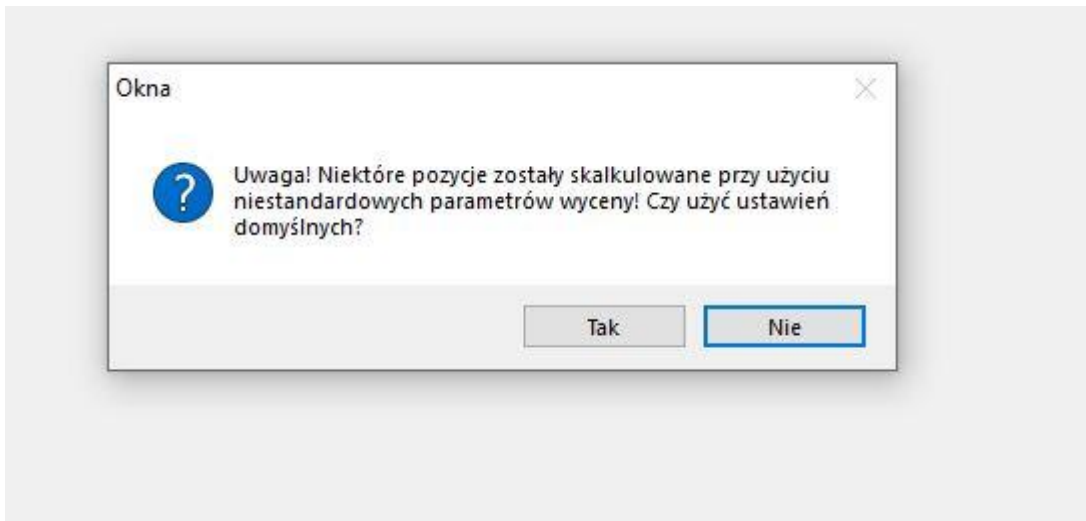 Okna
?
Uwaga! Niektóre pozycje zostały skalkulowane przy użyciu
niestandardowych parametrów wyceny! Czy użyć ustawień
domyślnych?
Tak
Nie